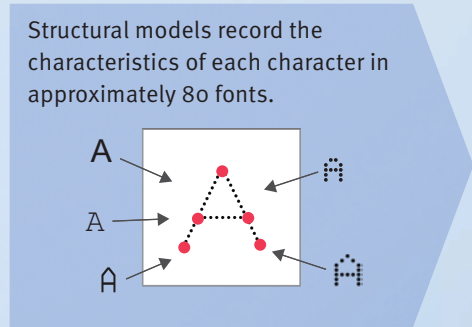 Structural models record the
characteristics of each character in
approximately 80 fonts.
A
A
A
A
A
A